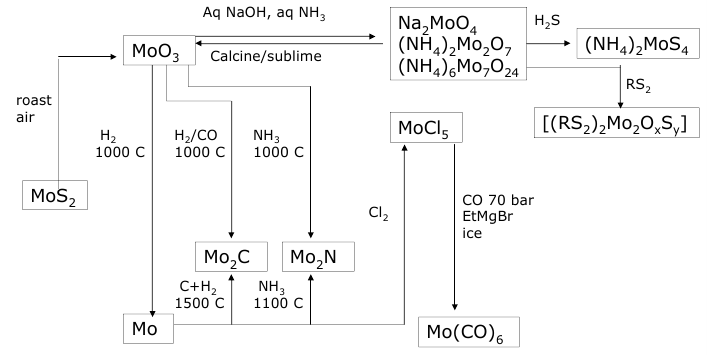 Aq NaOH, aq NH3
MoO3
Calcine/sublime
Na2MoO4
(NH4)2Mo2O7
(NH4)6Mo7O24
H2S
(NH4)2MoS4
RS2
[(RS2)2Mo2OxSy]
roast
air
MoS2
H2
1000 C
H2/CO
1000 C
NH3
1000 C
MoCl5
Cl2
CO 70 bar
EtMgBr
ice
Mo2C
Mo2N
C+H2
1500 C
NH3
1100 C
Mo
Mo(CO)6